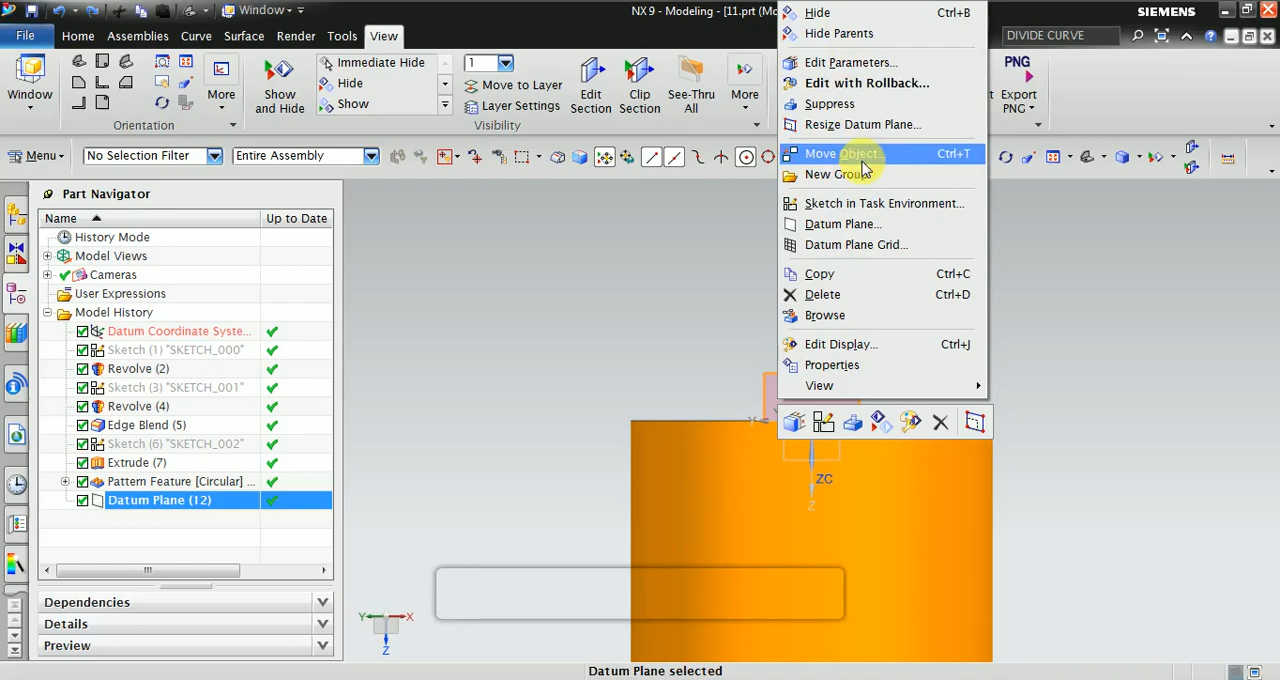 Window
NX 9 - Modeling - [11.prt (Mo
SIEMENS
File
Home
Assemblies
Curve
Surface
Render
Tools
View
DIVIDE CURVE
Window
More
Orientation
Show
and Hide
Immediate Hide
Hide
Show
1
Move to Layer
Layer Settings
Visibility
Edit
Section
Clip
Section
See-Thru
All
More
Export
PNG
PNG
Menu
No Selection Filter
Entire Assembly
Part Navigator
Name
Up to Date
History Mode
Model Views
Cameras
User Expressions
Model History
Datum Coordinate Syste...
Sketch (1) "SKETCH_000"
Revolve (2)
Sketch (3) "SKETCH_001"
Revolve (4)
Edge Blend (5)
Sketch (6) "SKETCH_002"
Extrude (7)
Pattern Feature [Circular] ...
Datum Plane (12)
Dependencies
Details
Preview
Hide Ctrl+B
Hide Parents
Edit Parameters...
Edit with Rollback...
Suppress
Resize Datum Plane...
Move Object... Ctrl+T
New Group
Sketch in Task Environment...
Datum Plane...
Datum Plane Grid...
Copy Ctrl+C
Delete Ctrl+D
Browse
Edit Display... Ctrl+J
Properties
View
Y
ZC
Z
Y
X
Z
Datum Plane selected